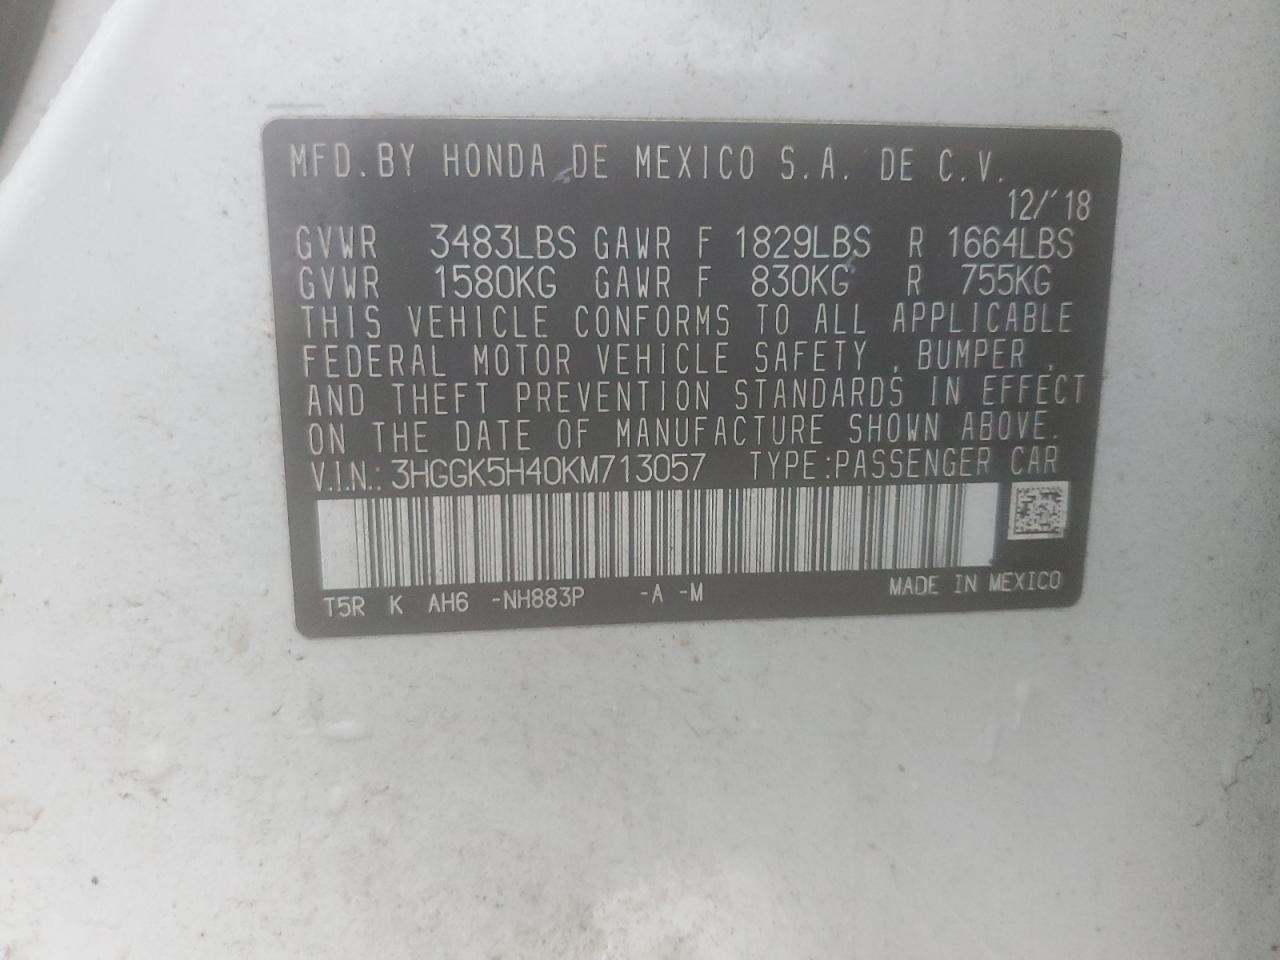 MFD.BY HONDA DE MEXICO S.A. DE C.V.
12/'18
GVWR 3483LBS GAWR F 1829LBS R 1664LBS
GVWR 1580KG GAWR F 830KG R 755KG
THIS VEHICLE CONFORMS TO ALL APPLICABLE
FEDERAL MOTOR VEHICLE SAFETY , BUMPER ,
AND THEFT PREVENTION STANDARDS IN EFFECT
ON THE DATE OF MANUFACTURE SHOWN ABOVE.
V.I.N.: 3HGGK5H40KM713057 TYPE:PASSENGER CAR
T5R K AH6 -NH883P -A -M MADE IN MEXICO